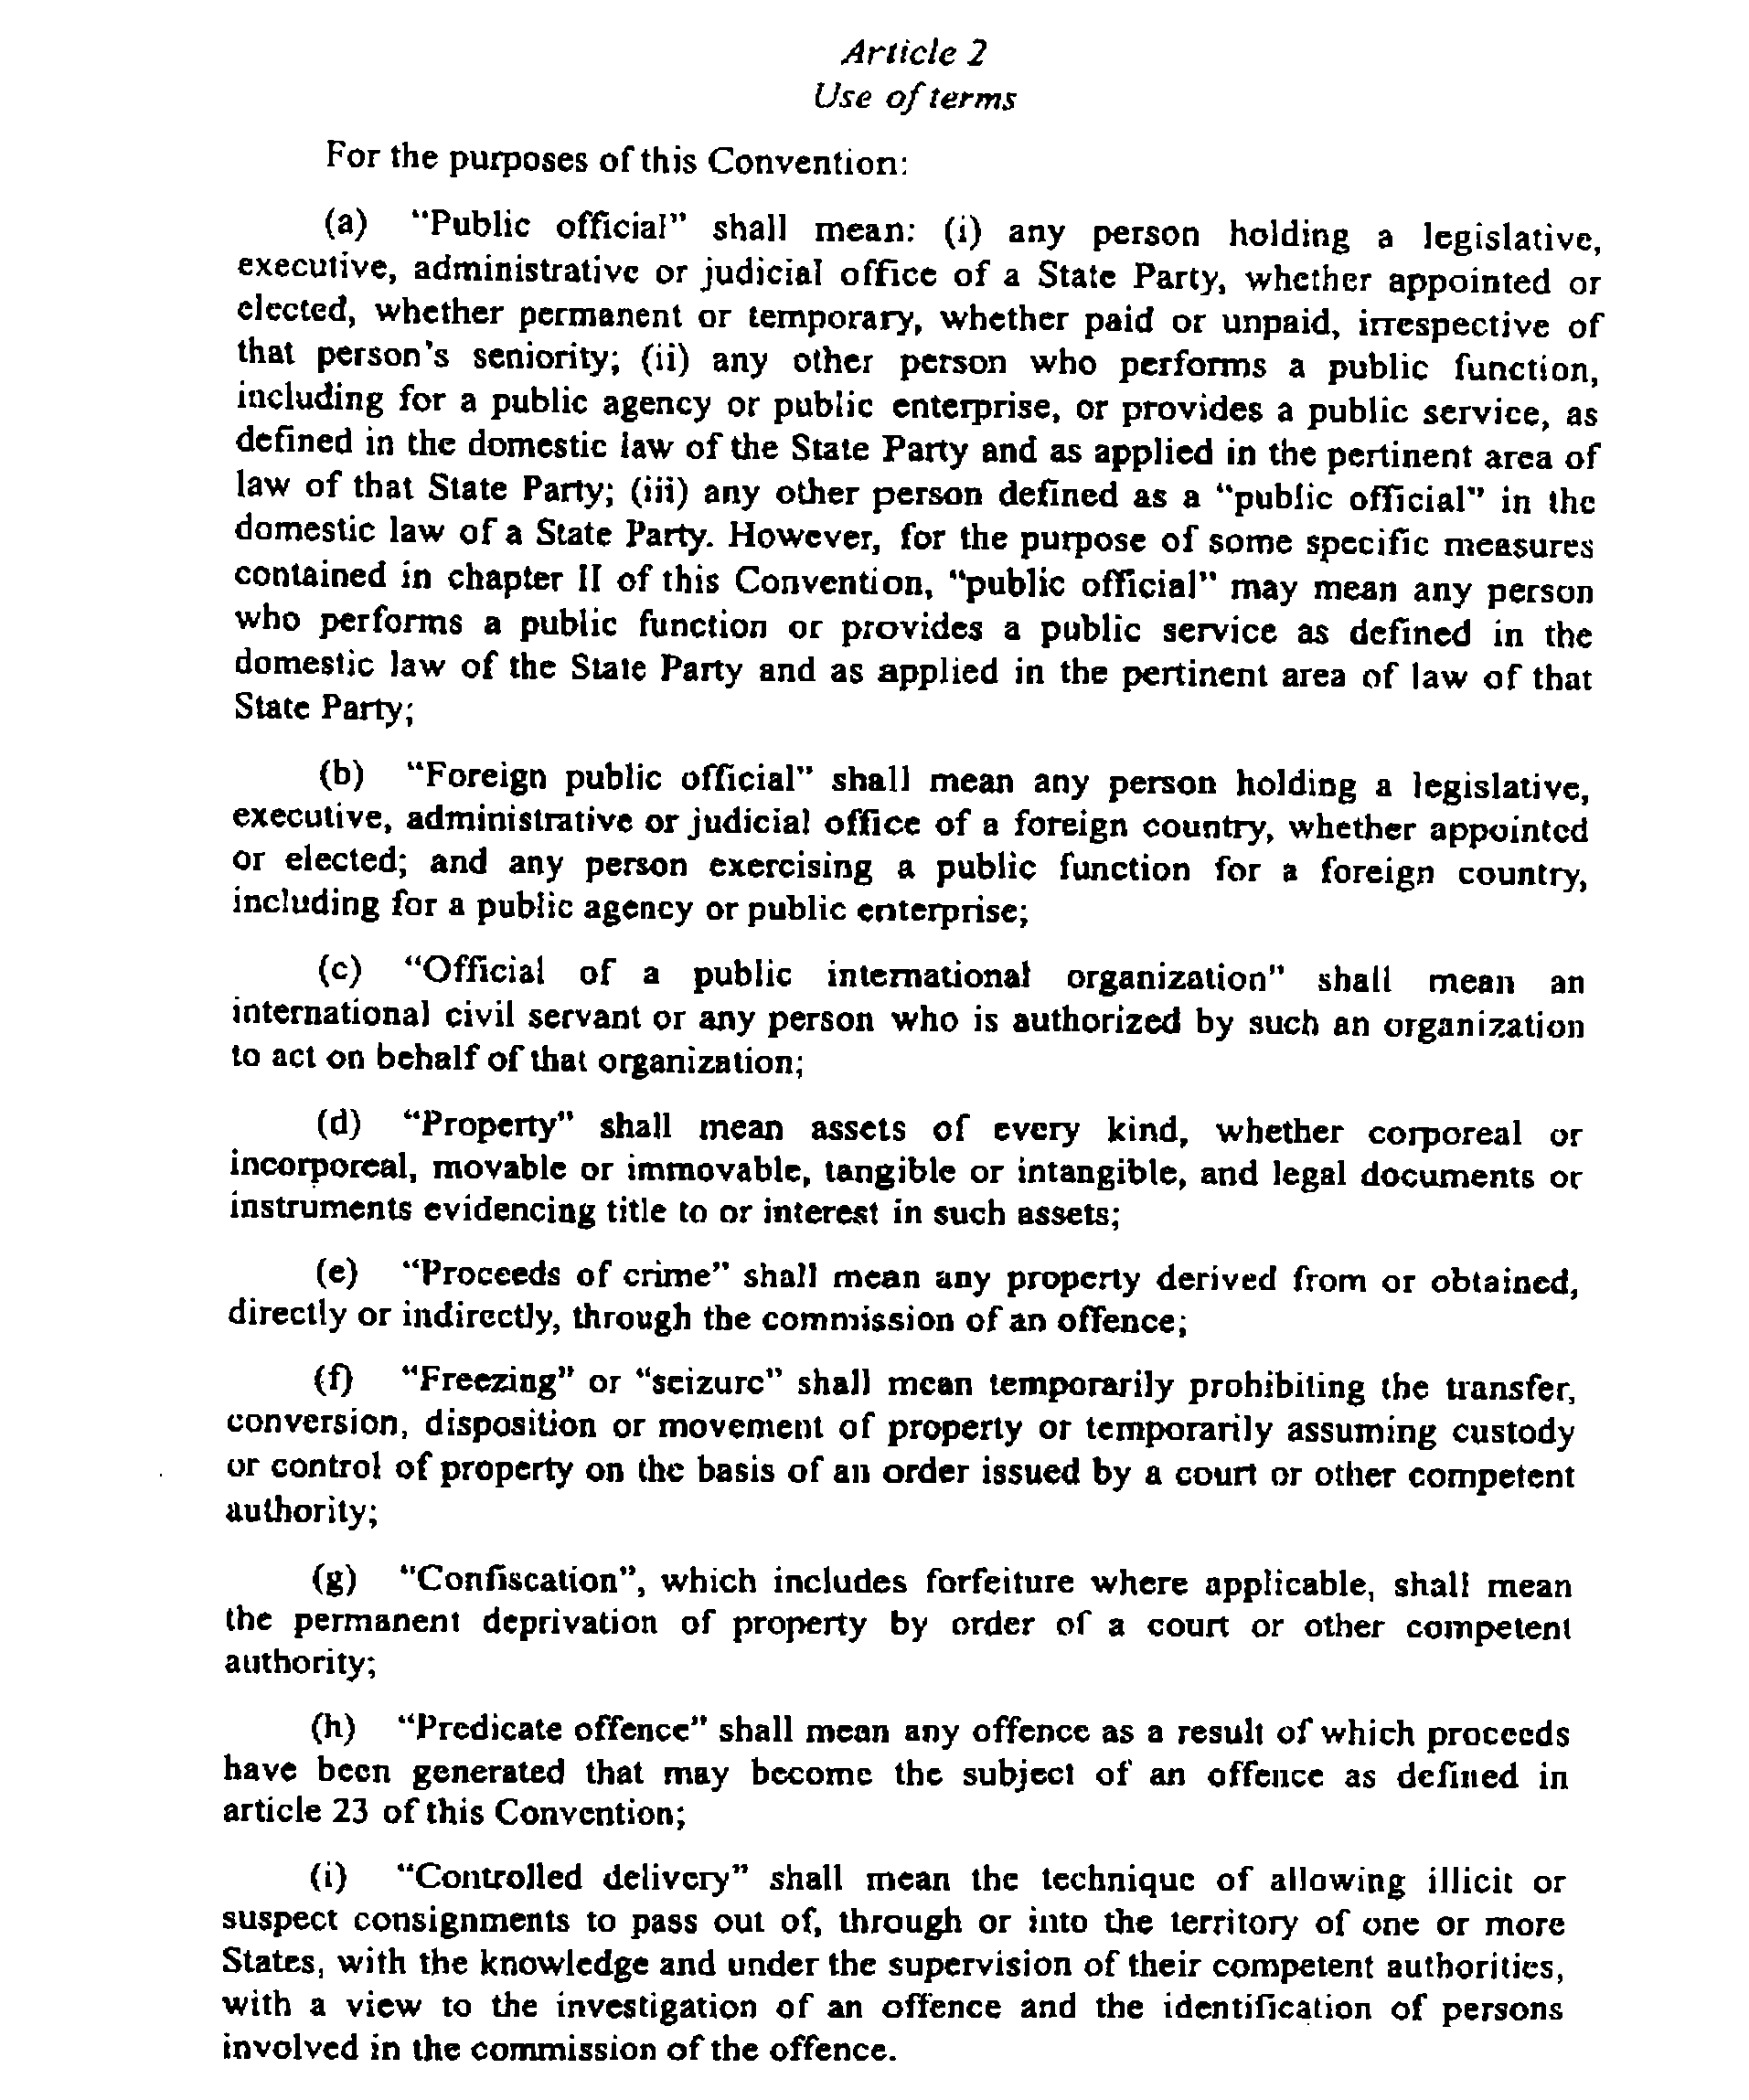 Article 2
Use of terms
For the purposes of this Convention:
(a) “Public official” shall mean: (i) any person holding a legislative,
executive, administrative or judicial office of a State Party, whether appointed or
elected, whether permanent or temporary, whether paid or unpaid, irrespective of
that person’s seniority; (ii) any other person who performs a public function,
including for a public agency or public enterprise, or provides a public service, as
defined in the domestic law of the State Party and as applied in the pertinent area of
law of that State Party; (iii) any other person defined as a “public official” in the
domestic law of a State Party. However, for the purpose of some specific measures
contained in chapter II of this Convention, “public official” may mean any person
who performs a public function or provides a public service as defined in the
domestic law of the State Party and as applied in the pertinent area of law of that
State Party;
(b) “Foreign public official” shall mean any person holding a legislative,
executive, administrative or judicial office of a foreign country, whether appointed
or elected; and any person exercising a public function for a foreign country,
including for a public agency or public enterprise;
(c) “Official of a public international organization” shall mean an
international civil servant or any person who is authorized by such an organization
to act on behalf of that organization;
(d) “Property” shall mean assets of every kind, whether corporeal or
incorporeal, movable or immovable, tangible or intangible, and legal documents or
instruments evidencing title to or interest in such assets;
(e) “Proceeds of crime” shall mean any property derived from or obtained,
directly or indirectly, through the commission of an offence;
(f) “Freezing” or “seizure” shall mean temporarily prohibiting the transfer,
conversion, disposition or movement of property or temporarily assuming custody
or control of property on the basis of an order issued by a court or other competent
authority;
(g) “Confiscation”, which includes forfeiture where applicable, shall mean
the permanent deprivation of property by order of a court or other competent
authority;
(h) “Predicate offence” shall mean any offence as a result of which proceeds
have been generated that may become the subject of an offence as defined in
article 23 of this Convention;
(i) “Controlled delivery” shall mean the technique of allowing illicit or
suspect consignments to pass out of, through or into the territory of one or more
States, with the knowledge and under the supervision of their competent authorities,
with a view to the investigation of an offence and the identification of persons
involved in the commission of the offence.